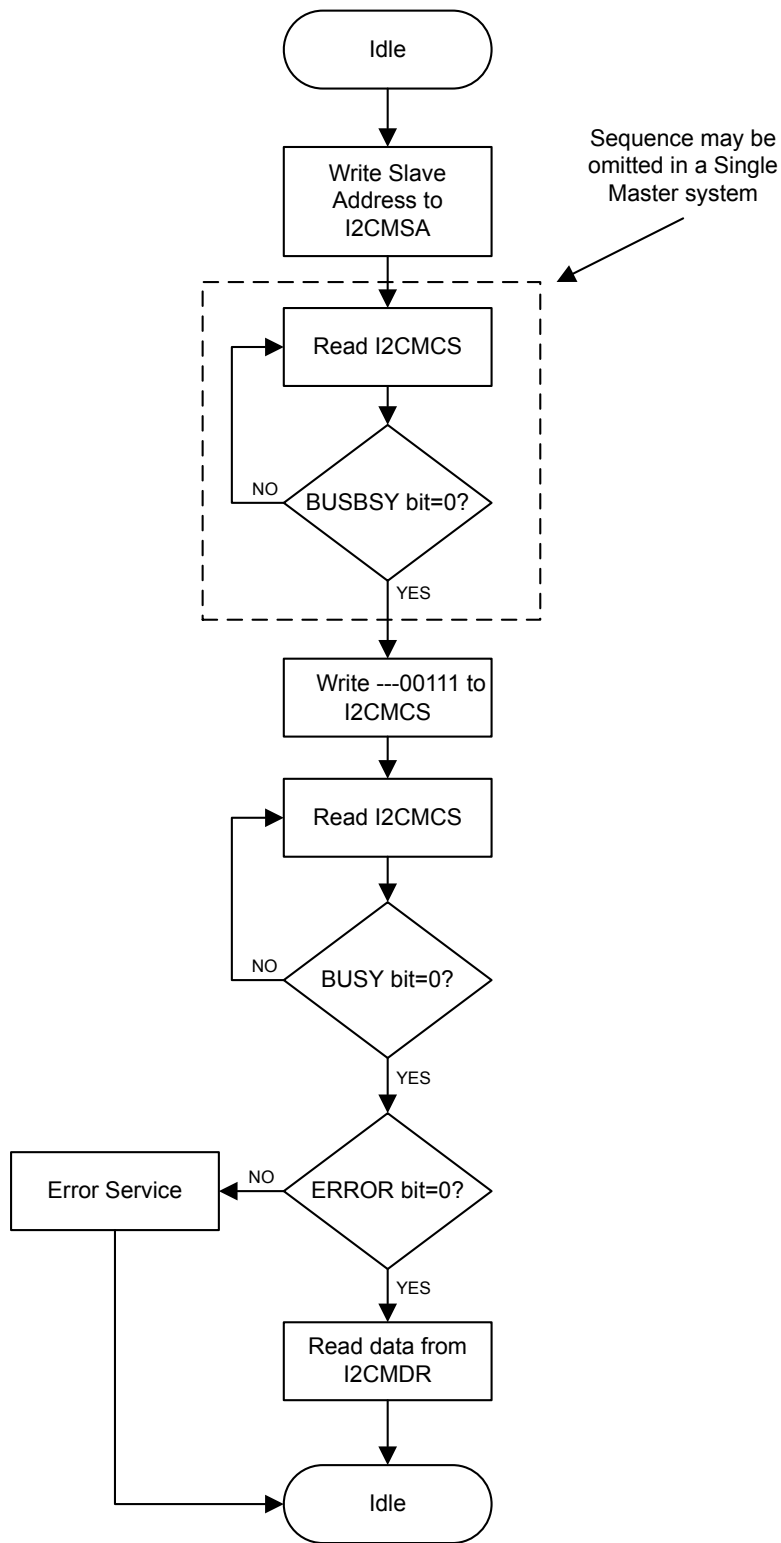 Idle
Sequence may be
omitted in a Single
Master system
Write Slave
Address to
I2CMSA
Read I2CMCS
NO
BUSBSY bit=0?
YES
Write ---00111 to
I2CMCS
Read I2CMCS
NO
BUSY bit=0?
YES
Error Service
NO
ERROR bit=0?
YES
Read data from
I2CMDR
Idle